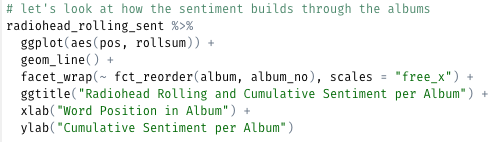 # let's look at how the sentiment builds through the albums
radiohead_rolling_sent %>%
  ggplot(aes(pos, rollsum)) +
  geom_line() +
  facet_wrap(~ fct_reorder(album, album_no), scales = "free_x") +
  ggtitle("Radiohead Rolling and Cumulative Sentiment per Album") +
  xlab("Word Position in Album") +
  ylab("Cumulative Sentiment per Album")